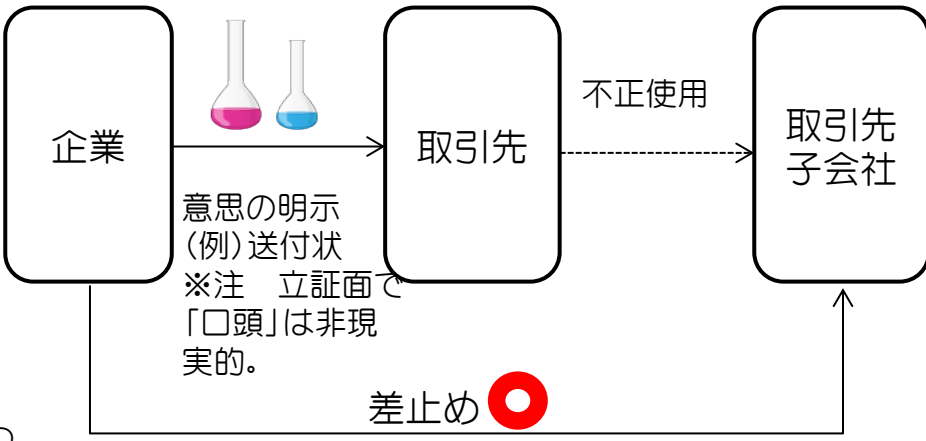 企業
取引先
不正使用
取引先
子会社
意思の明示
(例)送付状
※注　立証面で
「口頭」は非現
実的。
差止め